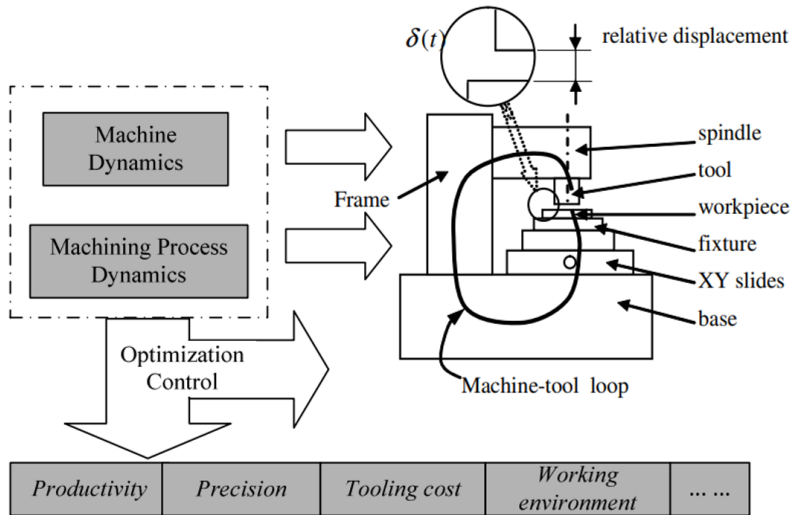 δ(t)
relative displacement
Machine
Dynamics
Machining Process
Dynamics
Frame
spindle
tool
workpiece
fixture
XY slides
base
Optimization
Control
Machine-tool loop
Productivity
Precision
Tooling cost
Working
environment
... ...